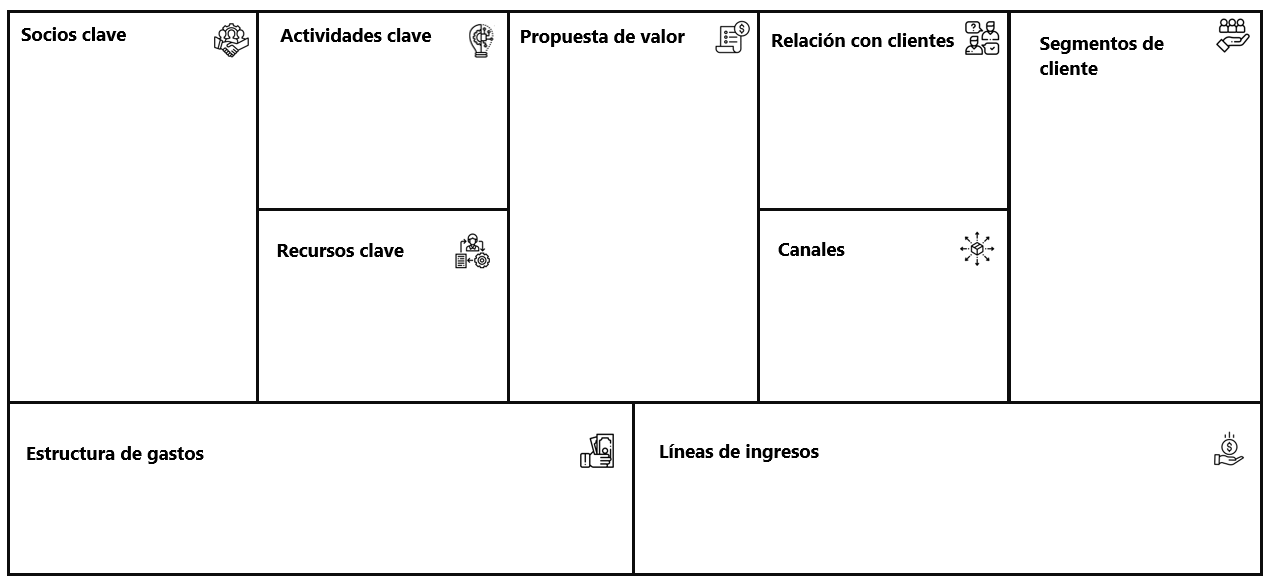 Socios clave
Actividades clave
Propuesta de valor
Relación con clientes
Segmentos de
cliente
Recursos clave
Canales
Estructura de gastos
Líneas de ingresos